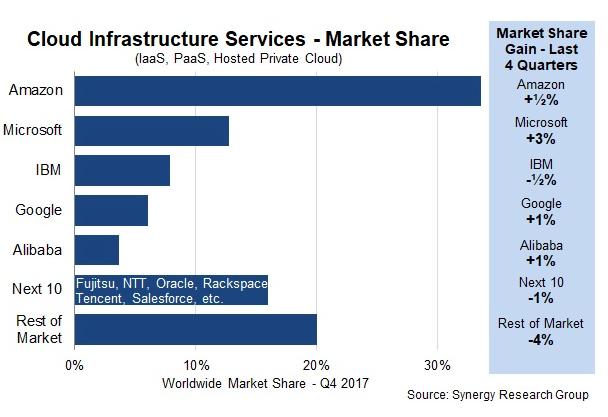 Cloud Infrastructure Services - Market Share
(IaaS, PaaS, Hosted Private Cloud)
Amazon
Microsoft
IBM
Google
Alibaba
Next 10
Fujitsu, NTT, Oracle, Rackspace
Tencent, Salesforce, etc.
Rest of
Market
0%
10%
20%
30%
Worldwide Market Share - Q4 2017
Market Share
Gain - Last
4 Quarters
Amazon
+½%
Microsoft
+3%
IBM
-½%
Google
+1%
Alibaba
+1%
Next 10
-1%
Rest of Market
-4%
Source: Synergy Research Group